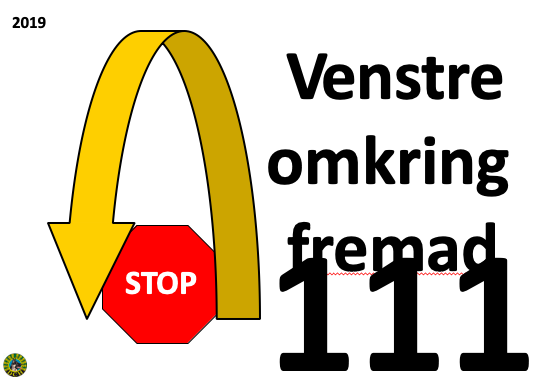 2019
Venstre
omkring
fremad
STOP
111